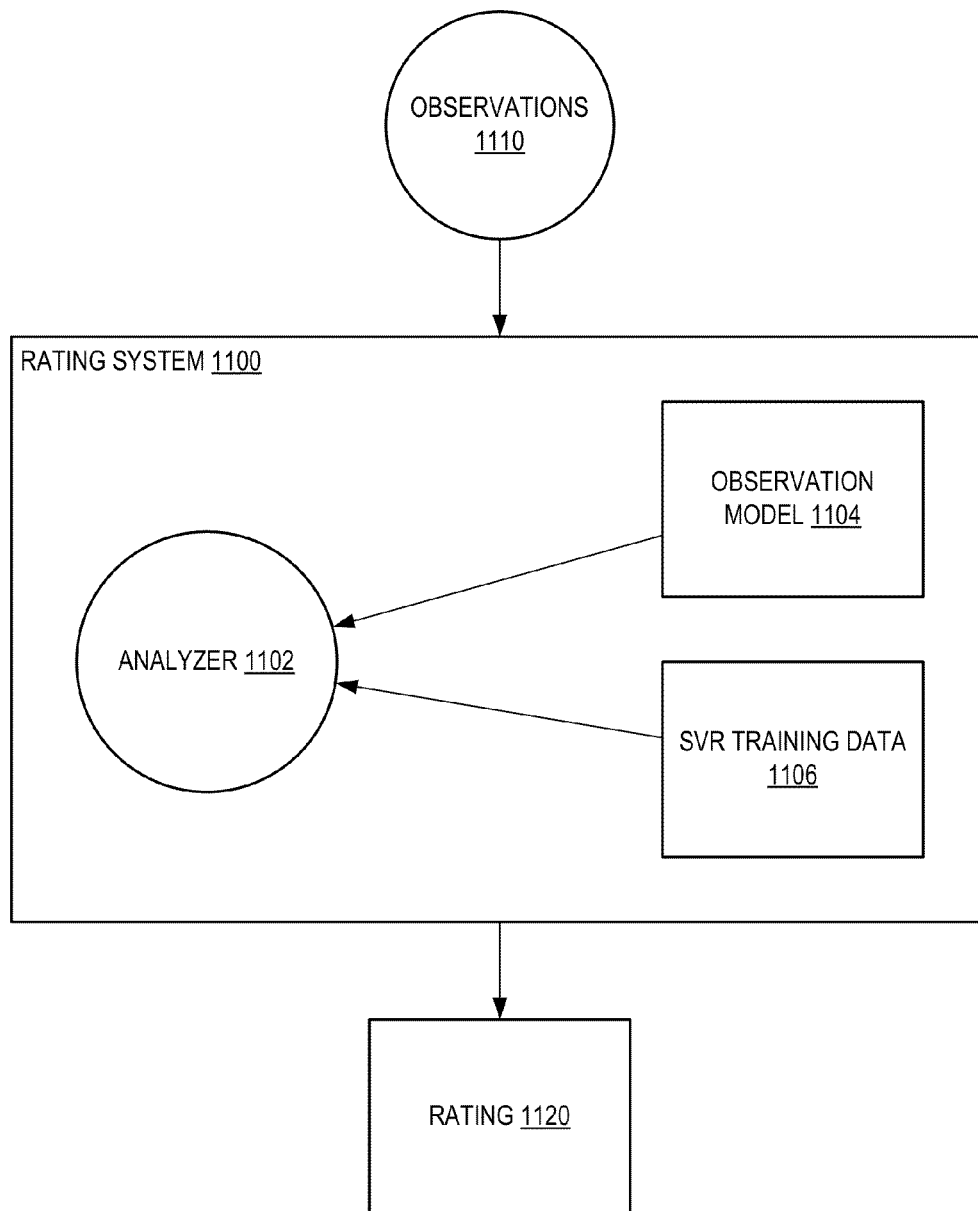 OBSERVATIONS
1110
RATING SYSTEM 1100
OBSERVATION
MODEL 1104
ANALYZER 1102
SVR TRAINING DATA
1106
RATING 1120